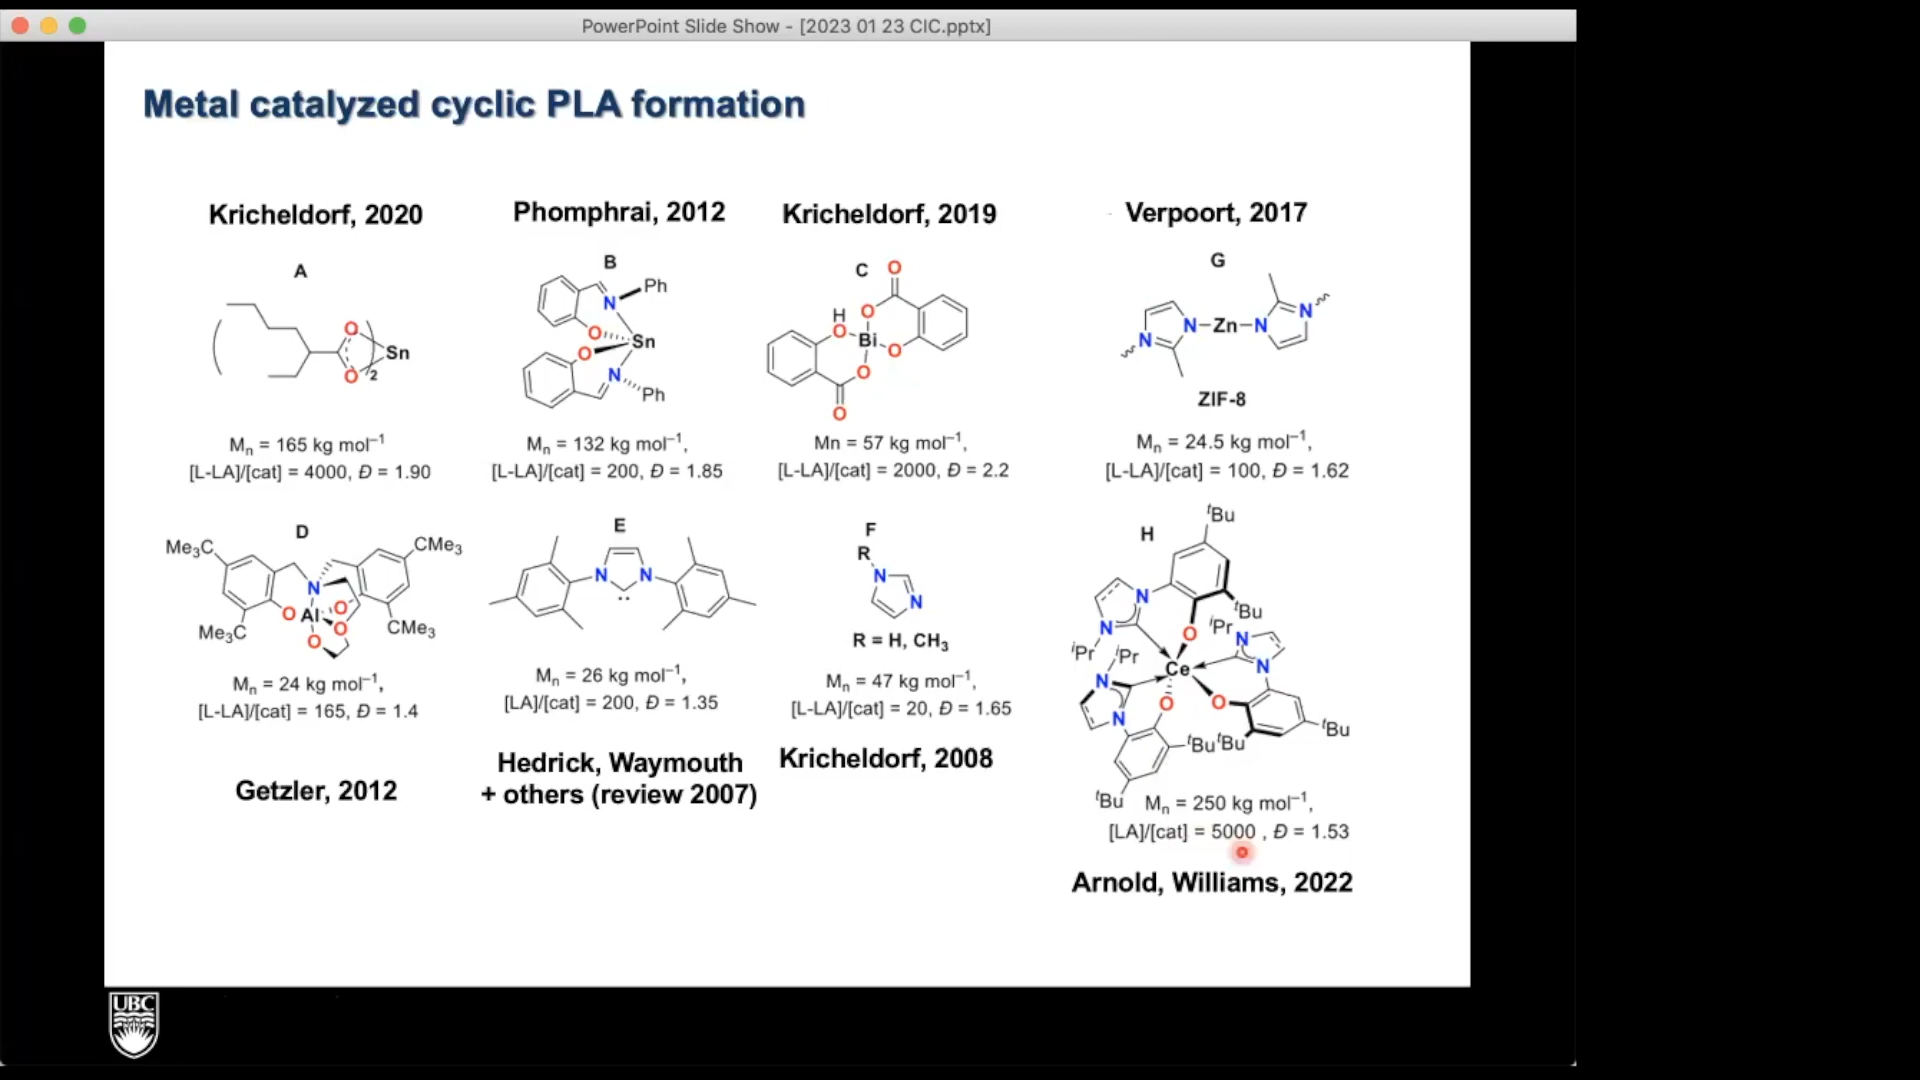 PowerPoint Slide Show - [2023 01 23 CIC.pptx]
Metal catalyzed cyclic PLA formation
Kricheldorf, 2020
A
O
O
2
Sn
Mn = 165 kg mol⁻¹
[L-LA]/[cat] = 4000, Đ = 1.90
Phomphrai, 2012
B
N
Ph
O
O
Sn
N
Ph
Mn = 132 kg mol⁻¹,
[L-LA]/[cat] = 200, Đ = 1.85
Kricheldorf, 2019
C
O
H
O
O
Bi
O
O
O
Mn = 57 kg mol⁻¹,
[L-LA]/[cat] = 2000, Đ = 2.2
Verpoort, 2017
G
N
Zn
N
N
N
ZIF-8
Mn = 24.5 kg mol⁻¹,
[L-LA]/[cat] = 100, Đ = 1.62
D
Me3C
CMe3
N
O
Al
O
O
O
Me3C
CMe3
Mn = 24 kg mol⁻¹,
[L-LA]/[cat] = 165, Đ = 1.4
Getzler, 2012
E
N
N
Mn = 26 kg mol⁻¹,
[LA]/[cat] = 200, Đ = 1.35
Hedrick, Waymouth
+ others (review 2007)
F
R
N
N
R = H, CH3
Mn = 47 kg mol⁻¹,
[L-LA]/[cat] = 20, Đ = 1.65
Kricheldorf, 2008
H
tBu
N
tBu
N
O
iPr
N
iPr
iPr
Ce
N
N
O
O
N
tBu
tBu
tBu
tBu
Mn = 250 kg mol⁻¹,
[LA]/[cat] = 5000 , Đ = 1.53
Arnold, Williams, 2022
UBC